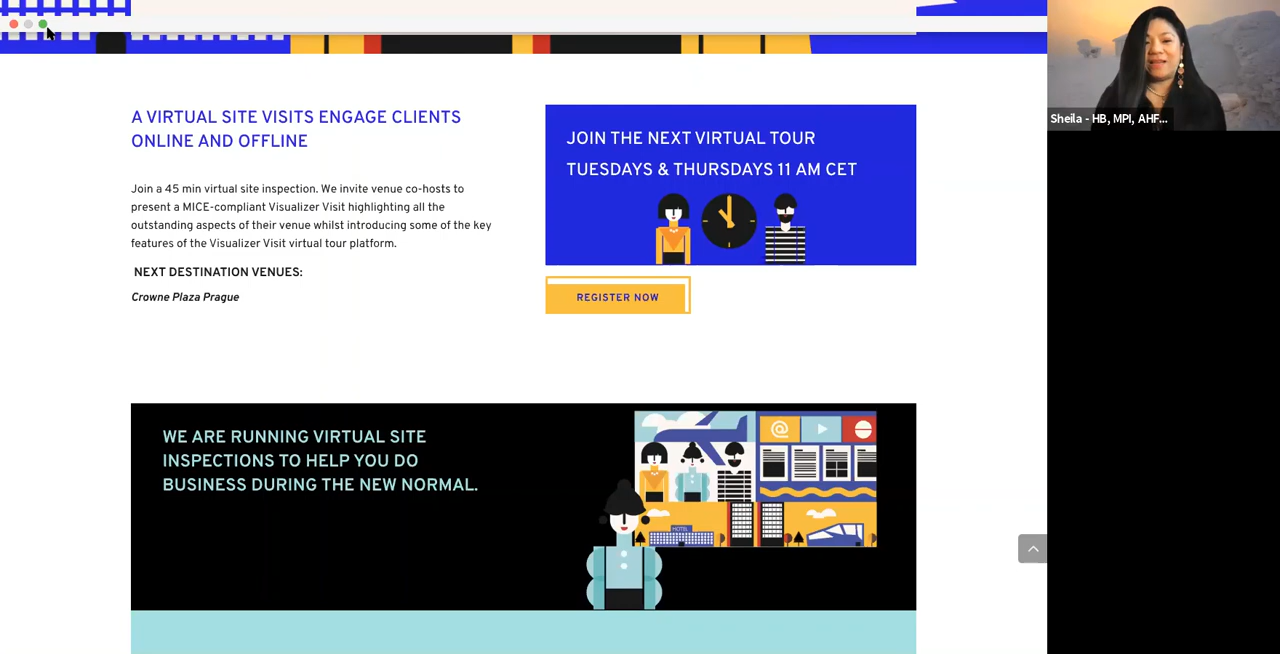 A VIRTUAL SITE VISITS ENGAGE CLIENTS
ONLINE AND OFFLINE
Join a 45 min virtual site inspection. We invite venue co-hosts to
present a MICE-compliant Visualizer Visit highlighting all the
outstanding aspects of their venue whilst introducing some of the key
features of the Visualizer Visit virtual tour platform.
NEXT DESTINATION VENUES:
Crowne Plaza Prague
JOIN THE NEXT VIRTUAL TOUR
TUESDAYS & THURSDAYS 11 AM CET
REGISTER NOW
Sheila - HB, MPI, AHF...
WE ARE RUNNING VIRTUAL SITE
INSPECTIONS TO HELP YOU DO
BUSINESS DURING THE NEW NORMAL.
@
HOTEL